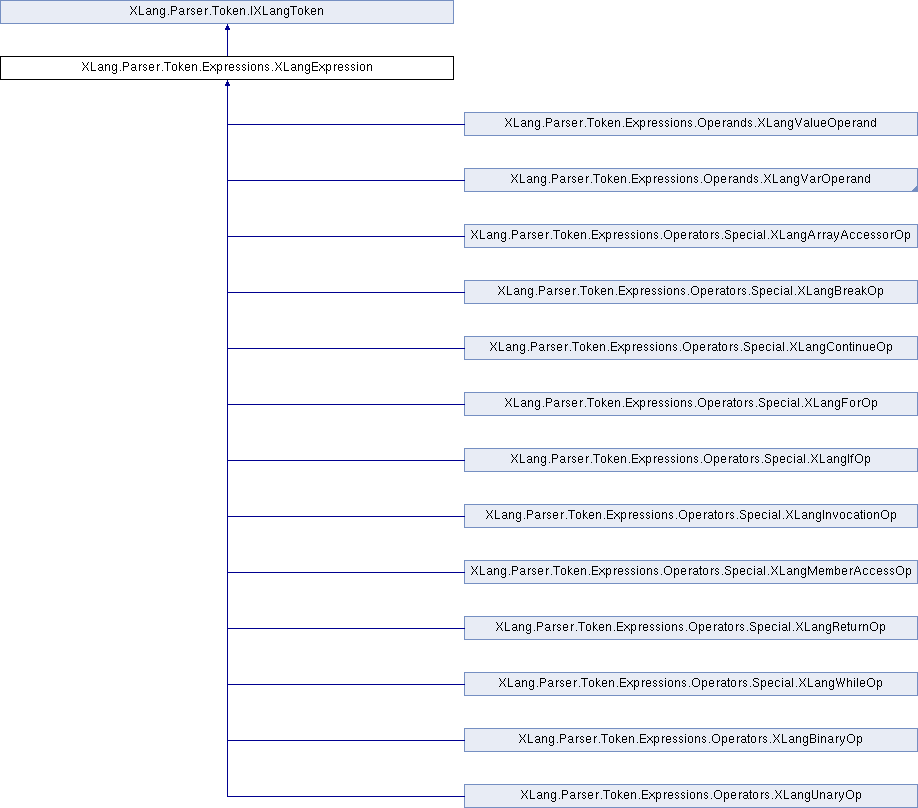 XLang.Parser.Token.IXLangToken
XLang.Parser.Token.Expressions.XLangExpression
XLang.Parser.Token.Expressions.Operands.XLangValueOperand
XLang.Parser.Token.Expressions.Operands.XLangVarOperand
XLang.Parser.Token.Expressions.Operators.Special.XLangArrayAccessorOp
XLang.Parser.Token.Expressions.Operators.Special.XLangBreakOp
XLang.Parser.Token.Expressions.Operators.Special.XLangContinueOp
XLang.Parser.Token.Expressions.Operators.Special.XLangForOp
XLang.Parser.Token.Expressions.Operators.Special.XLangIfOp
XLang.Parser.Token.Expressions.Operators.Special.XLangInvocationOp
XLang.Parser.Token.Expressions.Operators.Special.XLangMemberAccessOp
XLang.Parser.Token.Expressions.Operators.Special.XLangReturnOp
XLang.Parser.Token.Expressions.Operators.Special.XLangWhileOp
XLang.Parser.Token.Expressions.Operators.XLangBinaryOp
XLang.Parser.Token.Expressions.Operators.XLangUnaryOp